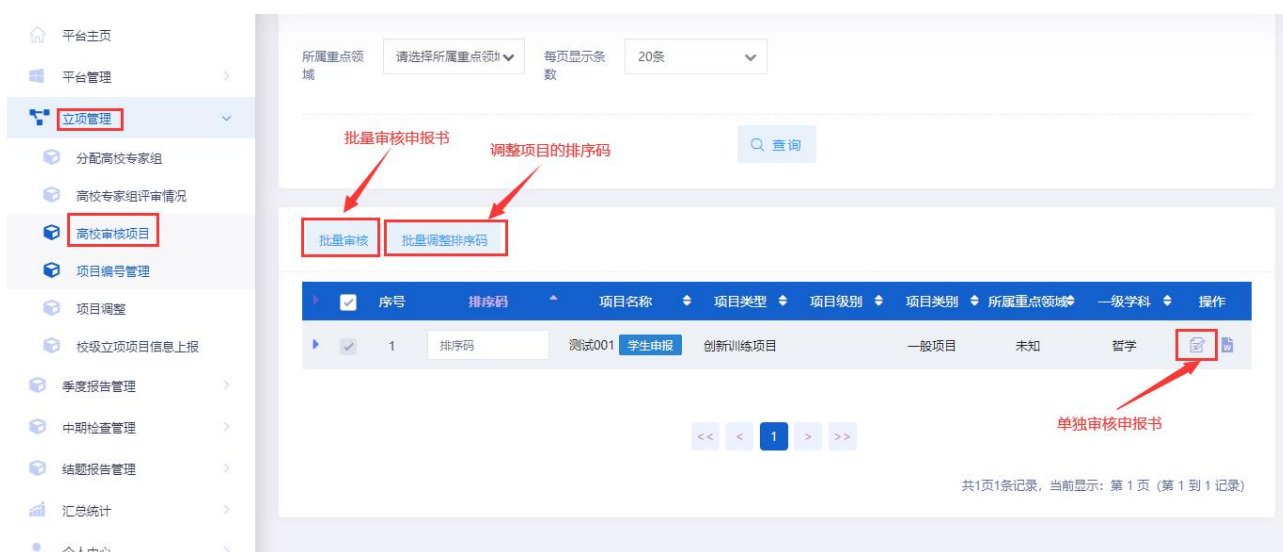 平台主页
平台管理
立项管理
分配高校专家组
高校专家组评审情况
高校审核项目
项目编号管理
项目调整
校级立项项目信息上报
季度报告管理
中期检查管理
结题报告管理
汇总统计
个人中心
所属重点领
域
请选择所属重点领域
每页显示条
数
20条
查询
批量审核申报书
调整项目的排序码
批量审核
批量调整排序码
序号 排序码 项目名称 项目类型 项目级别 项目类别 所属重点领域 一级学科 操作
1 排序码 测试001 学生申报 创新训练项目 一般项目 未知 哲学
单独审核申报书
<< < 1 > >>
共1页1条记录，当前显示：第 1 页（第 1 到 1 记录）